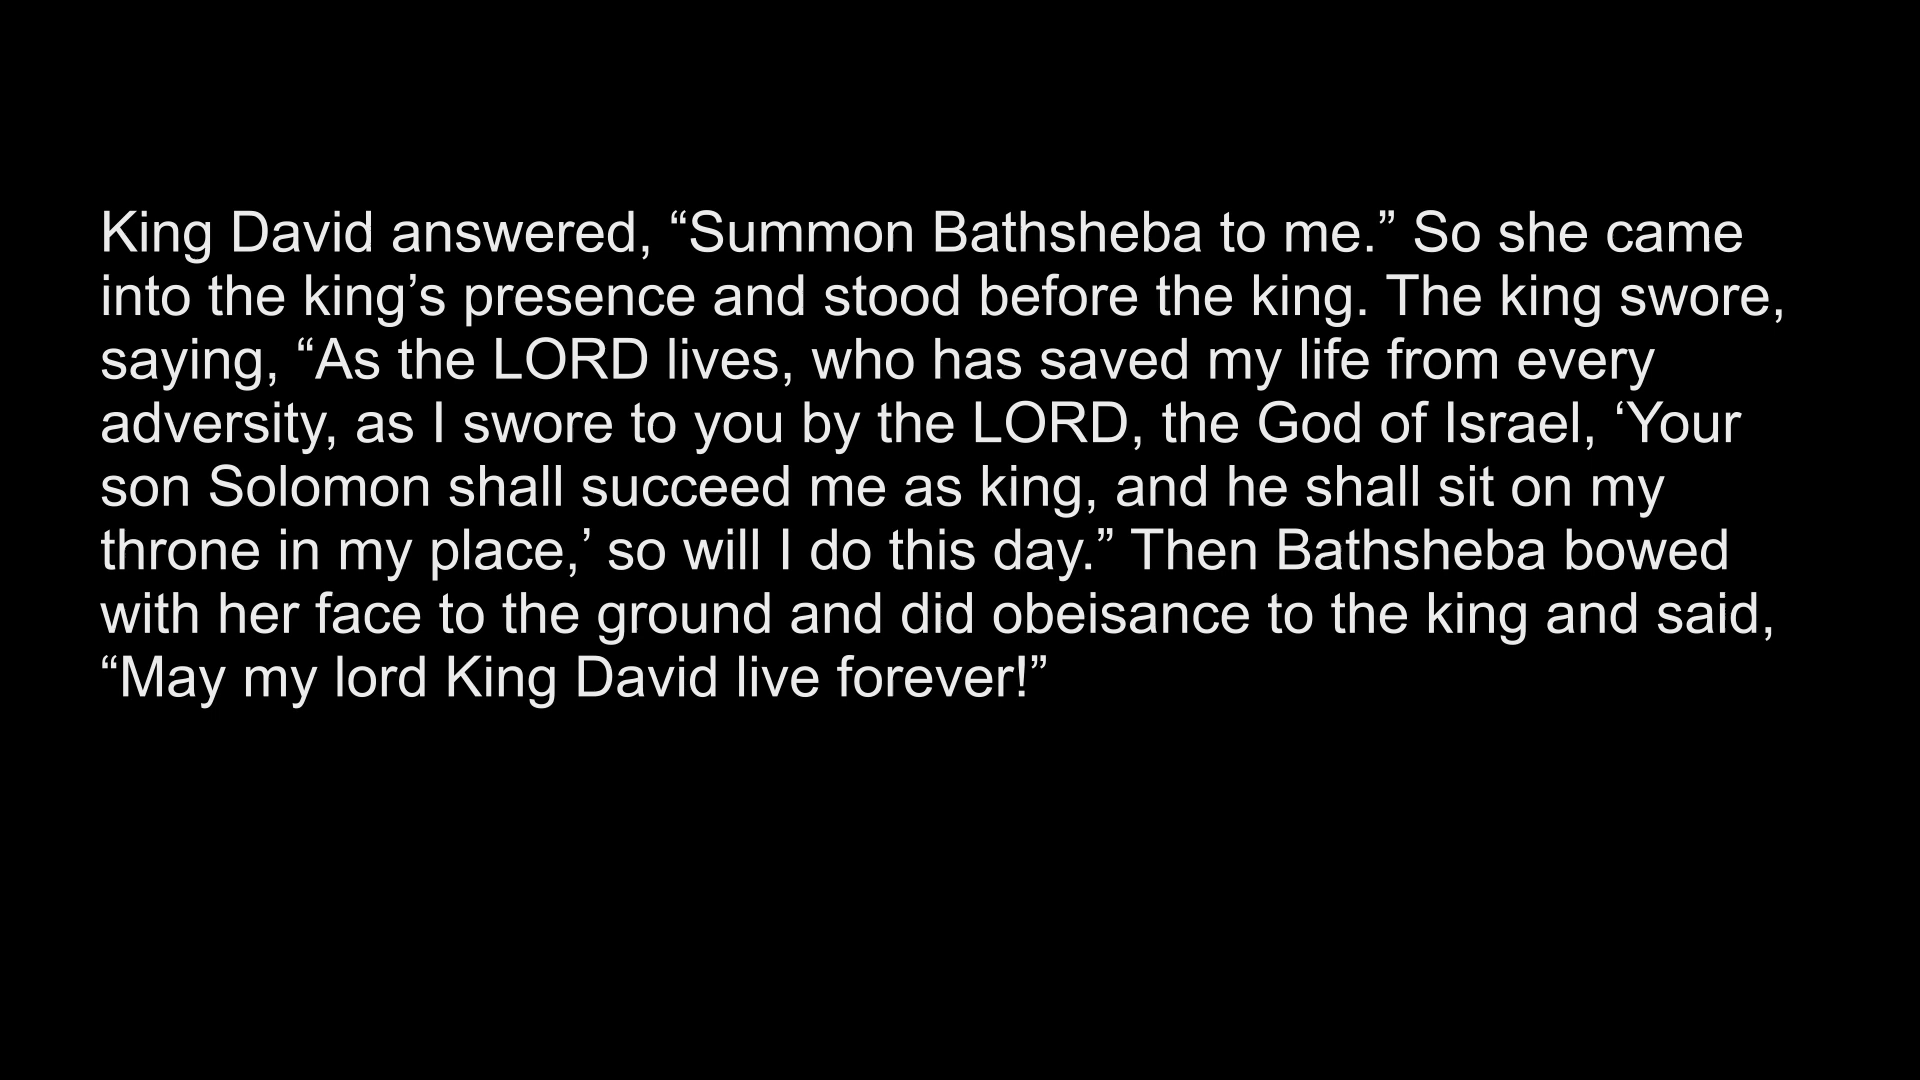 King David answered, “Summon Bathsheba to me.” So she came
into the king’s presence and stood before the king. The king swore,
saying, “As the LORD lives, who has saved my life from every
adversity, as I swore to you by the LORD, the God of Israel, ‘Your
son Solomon shall succeed me as king, and he shall sit on my
throne in my place,’ so will I do this day.” Then Bathsheba bowed
with her face to the ground and did obeisance to the king and said,
“May my lord King David live forever!”